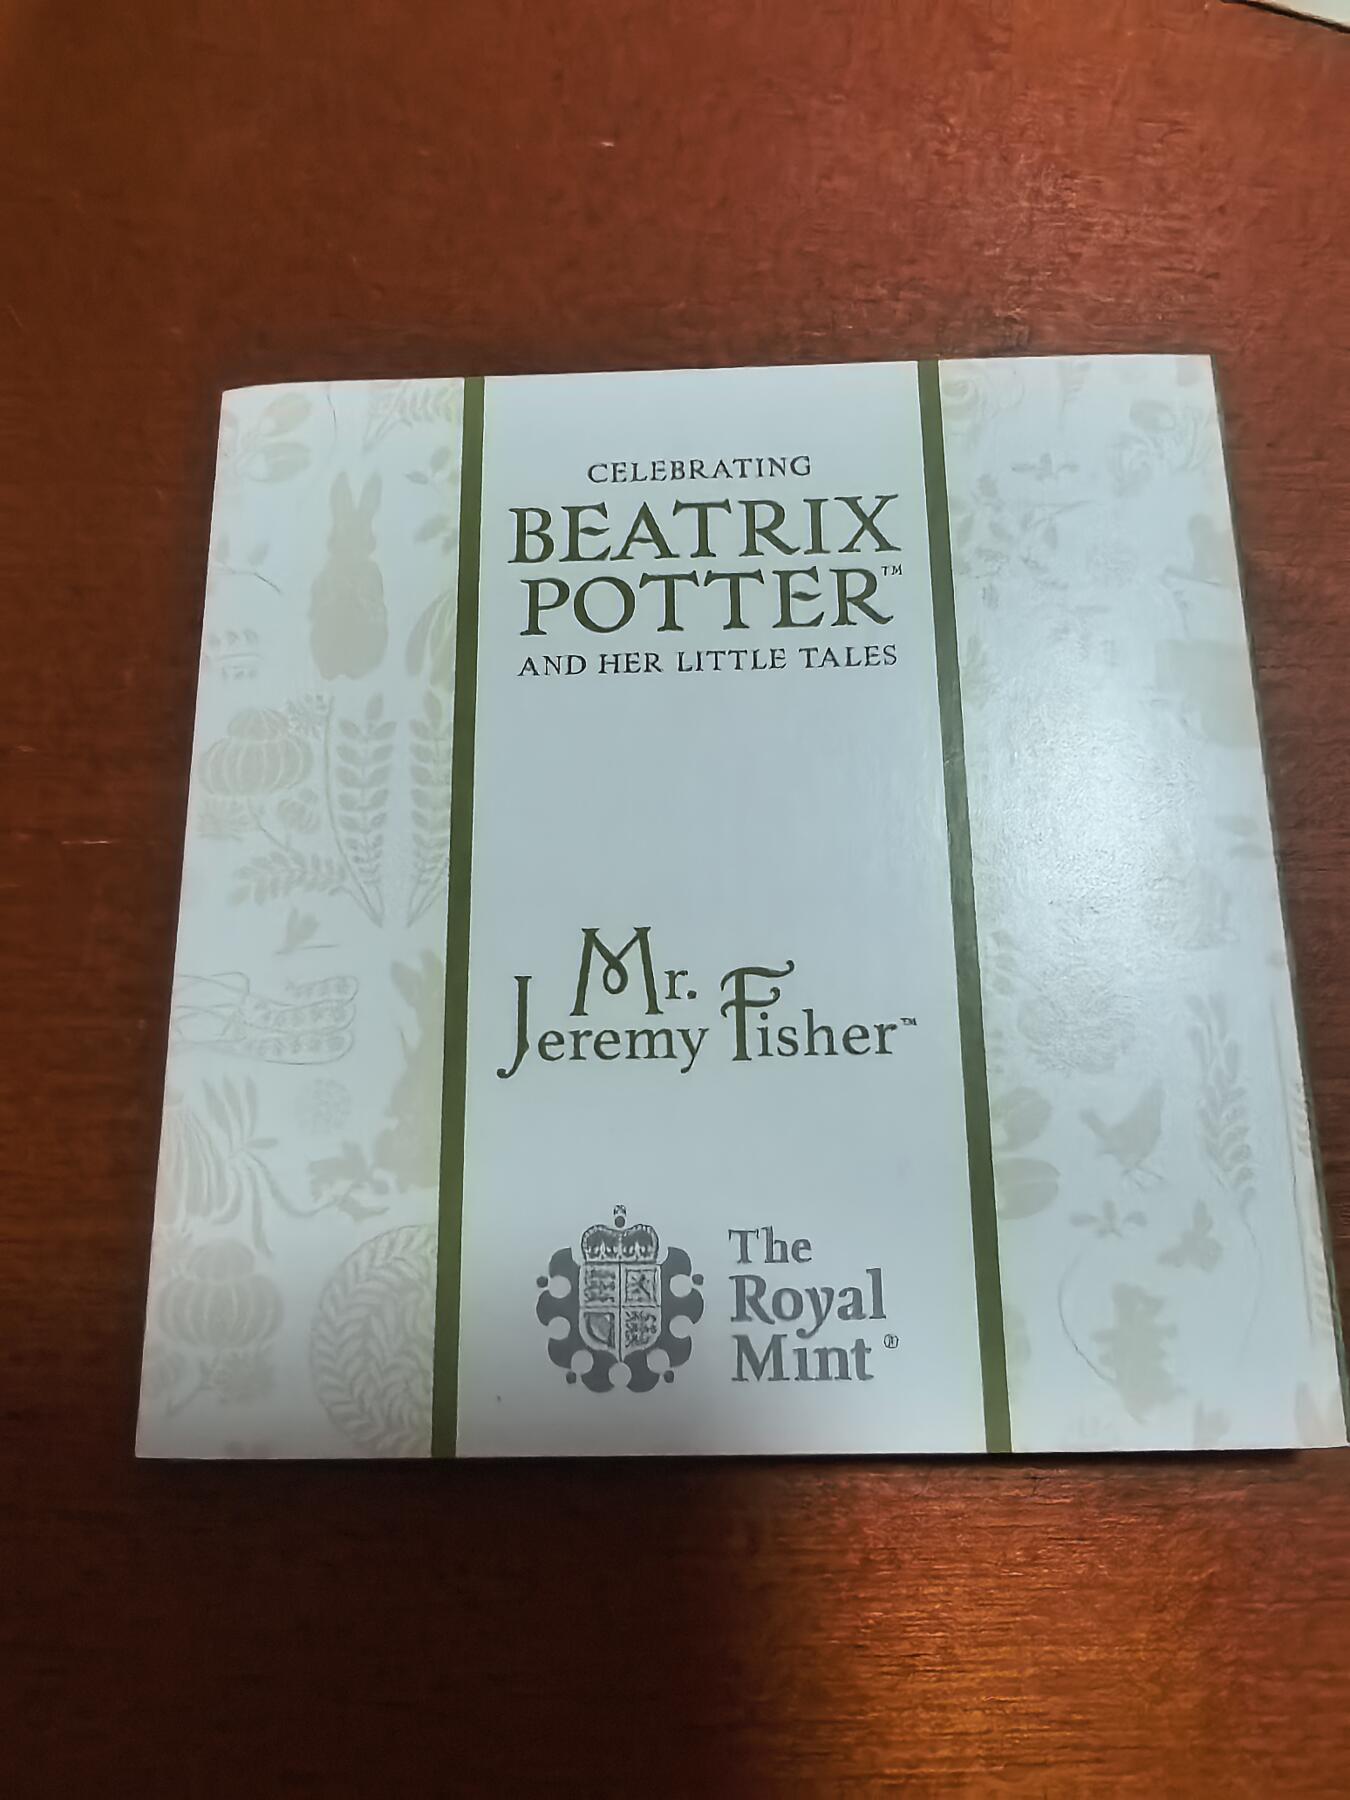 CELEBRATING
BEATRIX
POTTER™
AND HER LITTLE TALES
Mr.
Jeremy Fisher™
The
Royal
Mint®